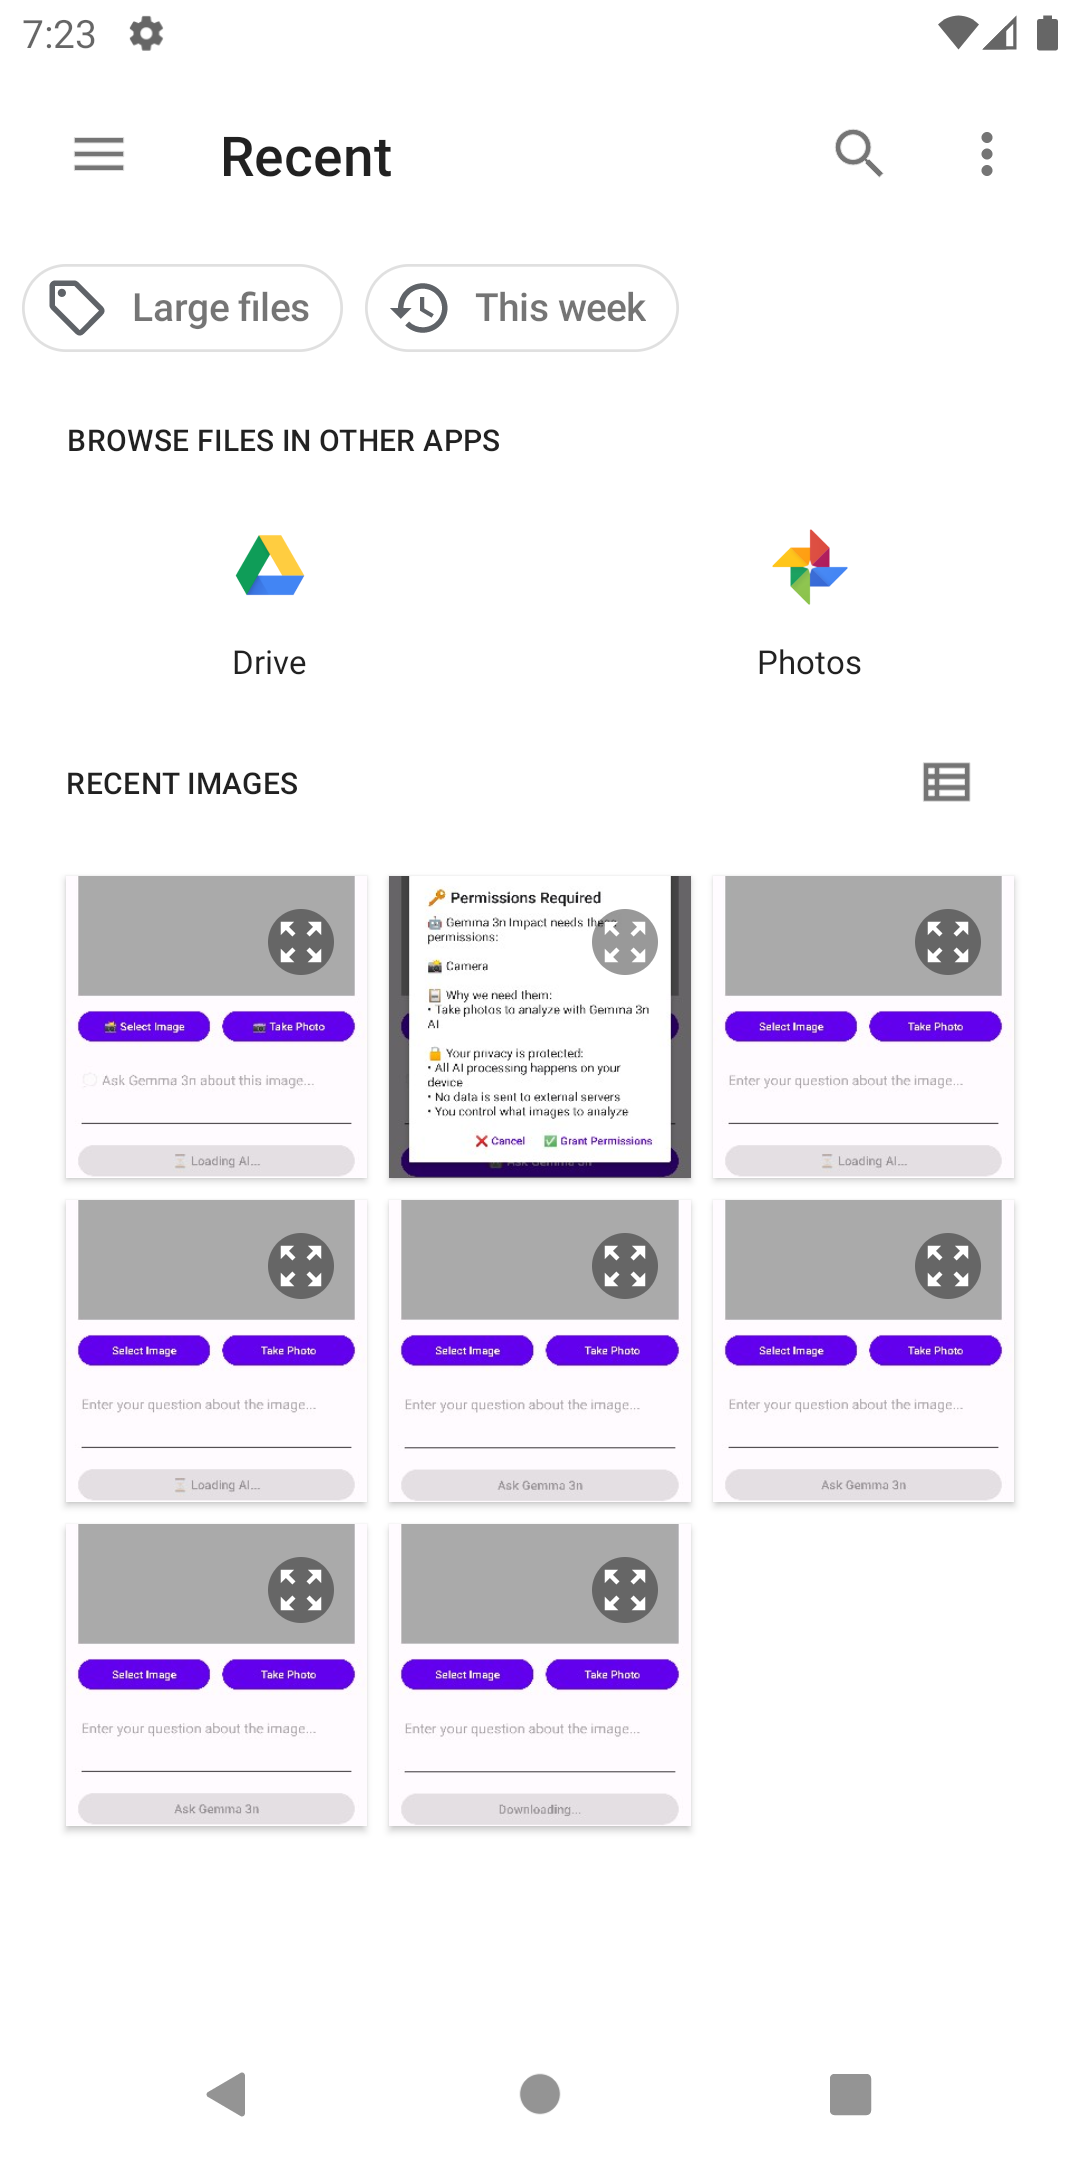 7:23
Recent
Large files
This week
BROWSE FILES IN OTHER APPS
Drive
Photos
RECENT IMAGES
📸 Select Image
📷 Take Photo
💭 Ask Gemma 3n about this image...
⏳ Loading AI...
🔑 Permissions Required
🤖 Gemma 3n Impact needs these
permissions:
📸 Camera
📋 Why we need them:
• Take photos to analyze with Gemma 3n
AI
🔒 Your privacy is protected:
• All AI processing happens on your
device
• No data is sent to external servers
• You control what images to analyze
❌ Cancel
✅ Grant Permissions
Ask Gemma 3n
Select Image
Take Photo
Enter your question about the image...
⏳ Loading AI...
Select Image
Take Photo
Enter your question about the image...
⏳ Loading AI...
Select Image
Take Photo
Enter your question about the image...
Ask Gemma 3n
Select Image
Take Photo
Enter your question about the image...
Ask Gemma 3n
Select Image
Take Photo
Enter your question about the image...
Ask Gemma 3n
Select Image
Take Photo
Enter your question about the image...
Downloading...